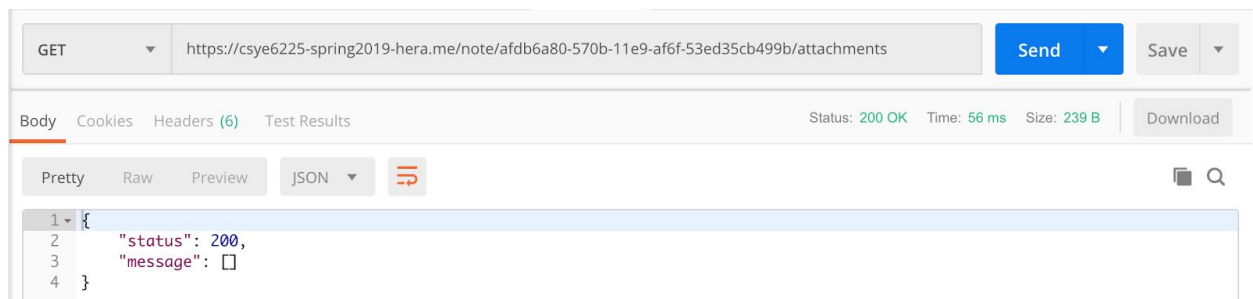 GET https://csye6225-spring2019-hera.me/note/afdb6a80-570b-11e9-af6f-53ed35cb499b/attachments Send Save
Body Cookies Headers (6) Test Results Status: 200 OK Time: 56 ms Size: 239 B Download
Pretty Raw Preview JSON
1 {
2 "status": 200,
3 "message": []
4 }